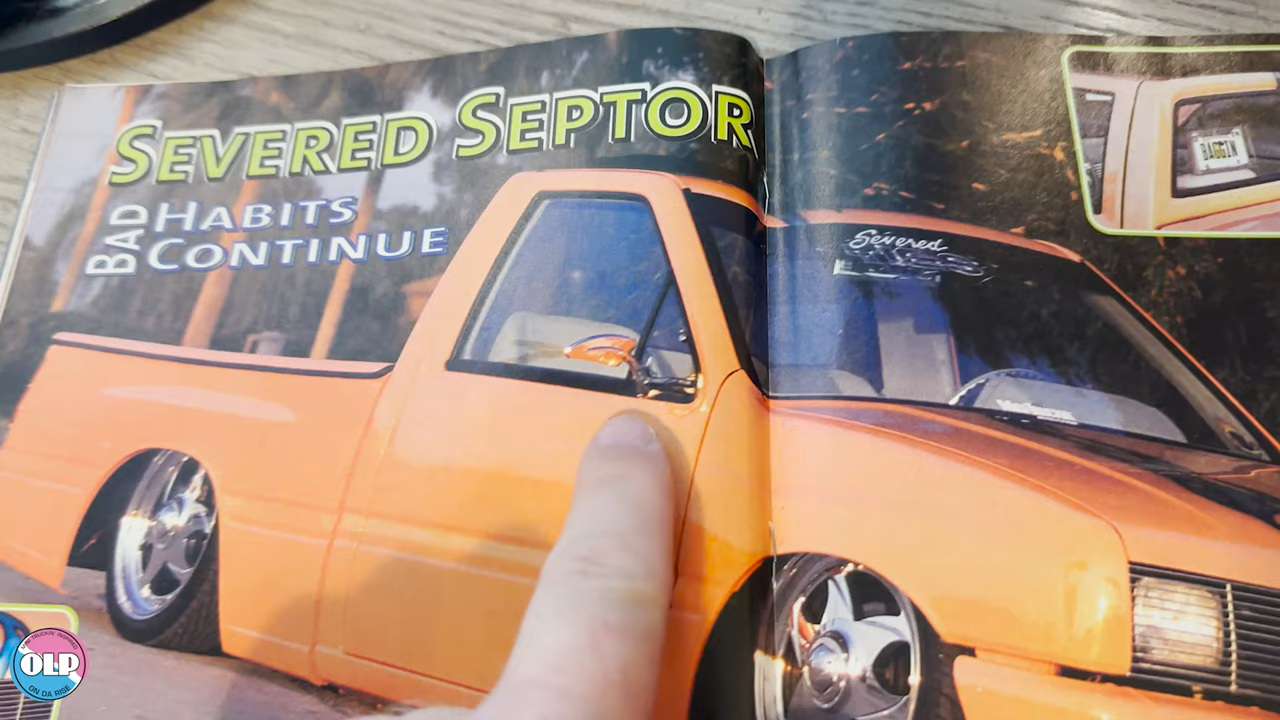 SEVERED SEPTOR
BAD HABITS
CONTINUE
BAGGIN
Severed
OLP
ON DA RISE